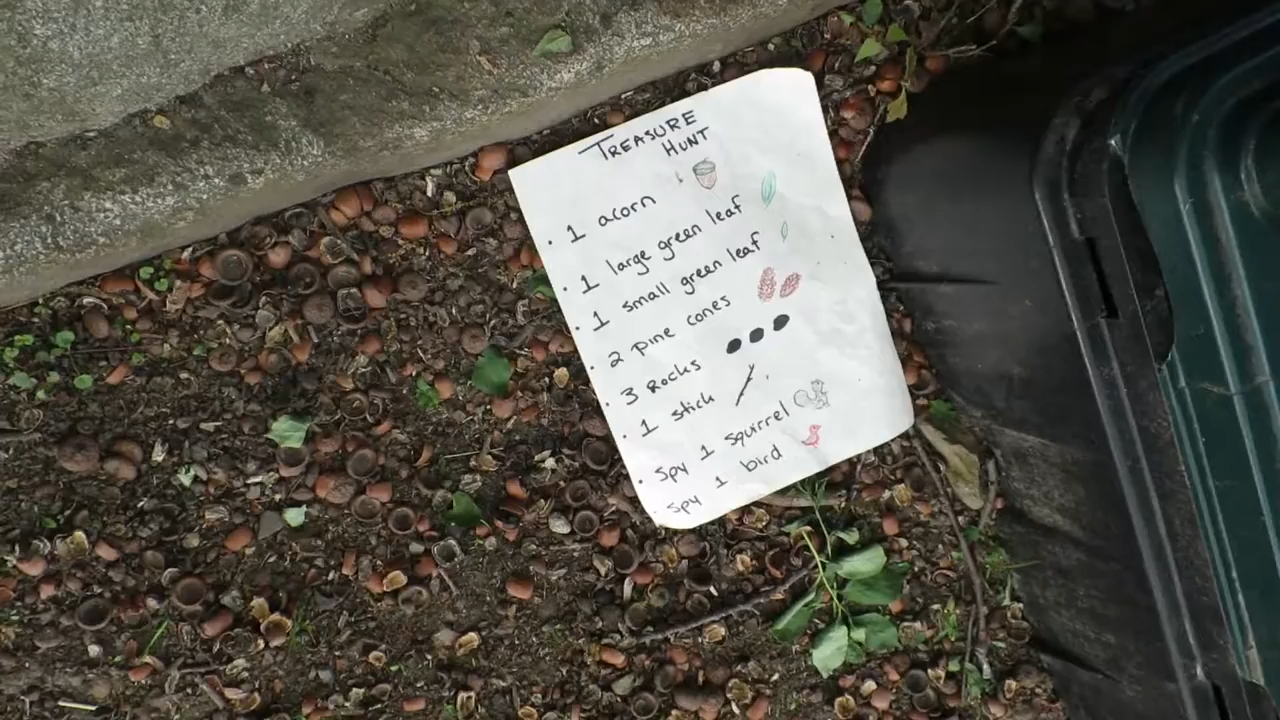 TREASURE
HUNT
· 1 acorn
· 1 large green leaf
· 1 small green leaf
· 2 pine cones
· 3 Rocks
· 1 stick
· Spy 1 squirrel
· Spy 1 bird